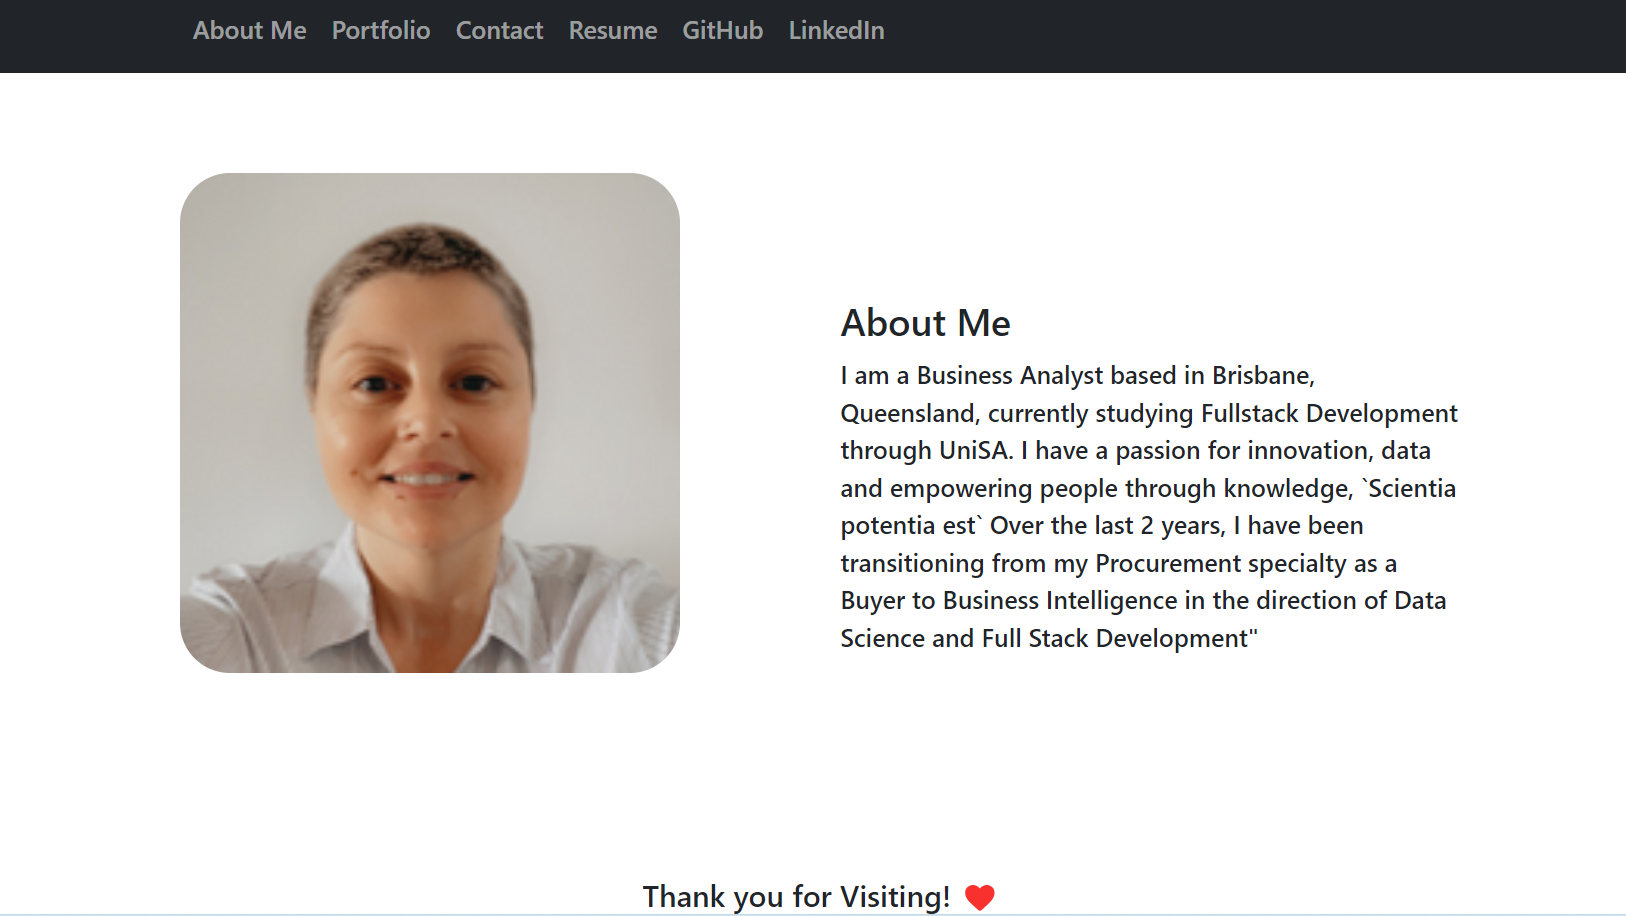 About Me Portfolio Contact Resume GitHub LinkedIn
About Me
I am a Business Analyst based in Brisbane,
Queensland, currently studying Fullstack Development
through UniSA. I have a passion for innovation, data
and empowering people through knowledge, `Scientia
potentia est` Over the last 2 years, I have been
transitioning from my Procurement specialty as a
Buyer to Business Intelligence in the direction of Data
Science and Full Stack Development"
Thank you for Visiting! ❤️